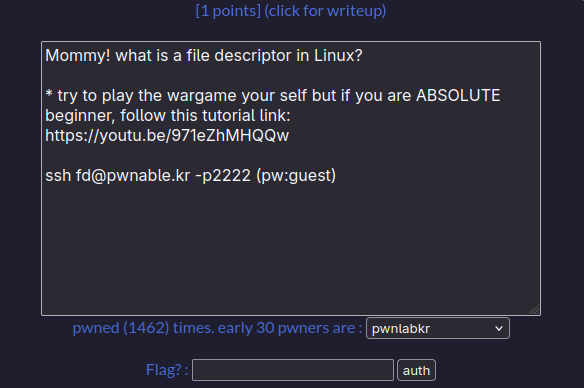 [1 points] (click for writeup)
Mommy! what is a file descriptor in Linux?
* try to play the wargame your self but if you are ABSOLUTE
beginner, follow this tutorial link:
https://youtu.be/971eZhMHQQw
ssh fd@pwnable.kr -p2222 (pw:guest)
pwned (1462) times. early 30 pwners are : pwnlabkr
Flag? : auth